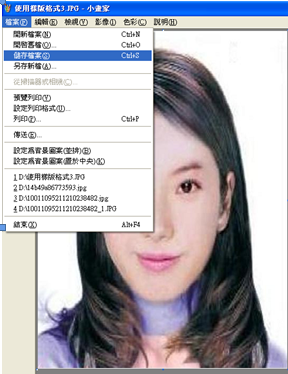 使用樣版格式3.JPG - 小畫家
檔案(F) 編輯(E) 檢視(V) 影像(I) 色彩(C) 說明(H)
開新檔案(N) Ctrl+N
開啟舊檔(O)... Ctrl+O
儲存檔案(S) Ctrl+S
另存新檔(A)...
從掃描器或相機(C)...
預覽列印(V)
設定列印格式(U)...
列印(P)... Ctrl+P
傳送(E)...
設定為背景圖案(並排)(B)
設定為背景圖案(置於中央)(K)
1 D:\使用樣版格式3.JPG
2 D:\14b49a86773593.jpg
3 D:\10011095211210238482.jpg
4 D:\10011095211210238482_1.JPG
結束(X) Alt+F4